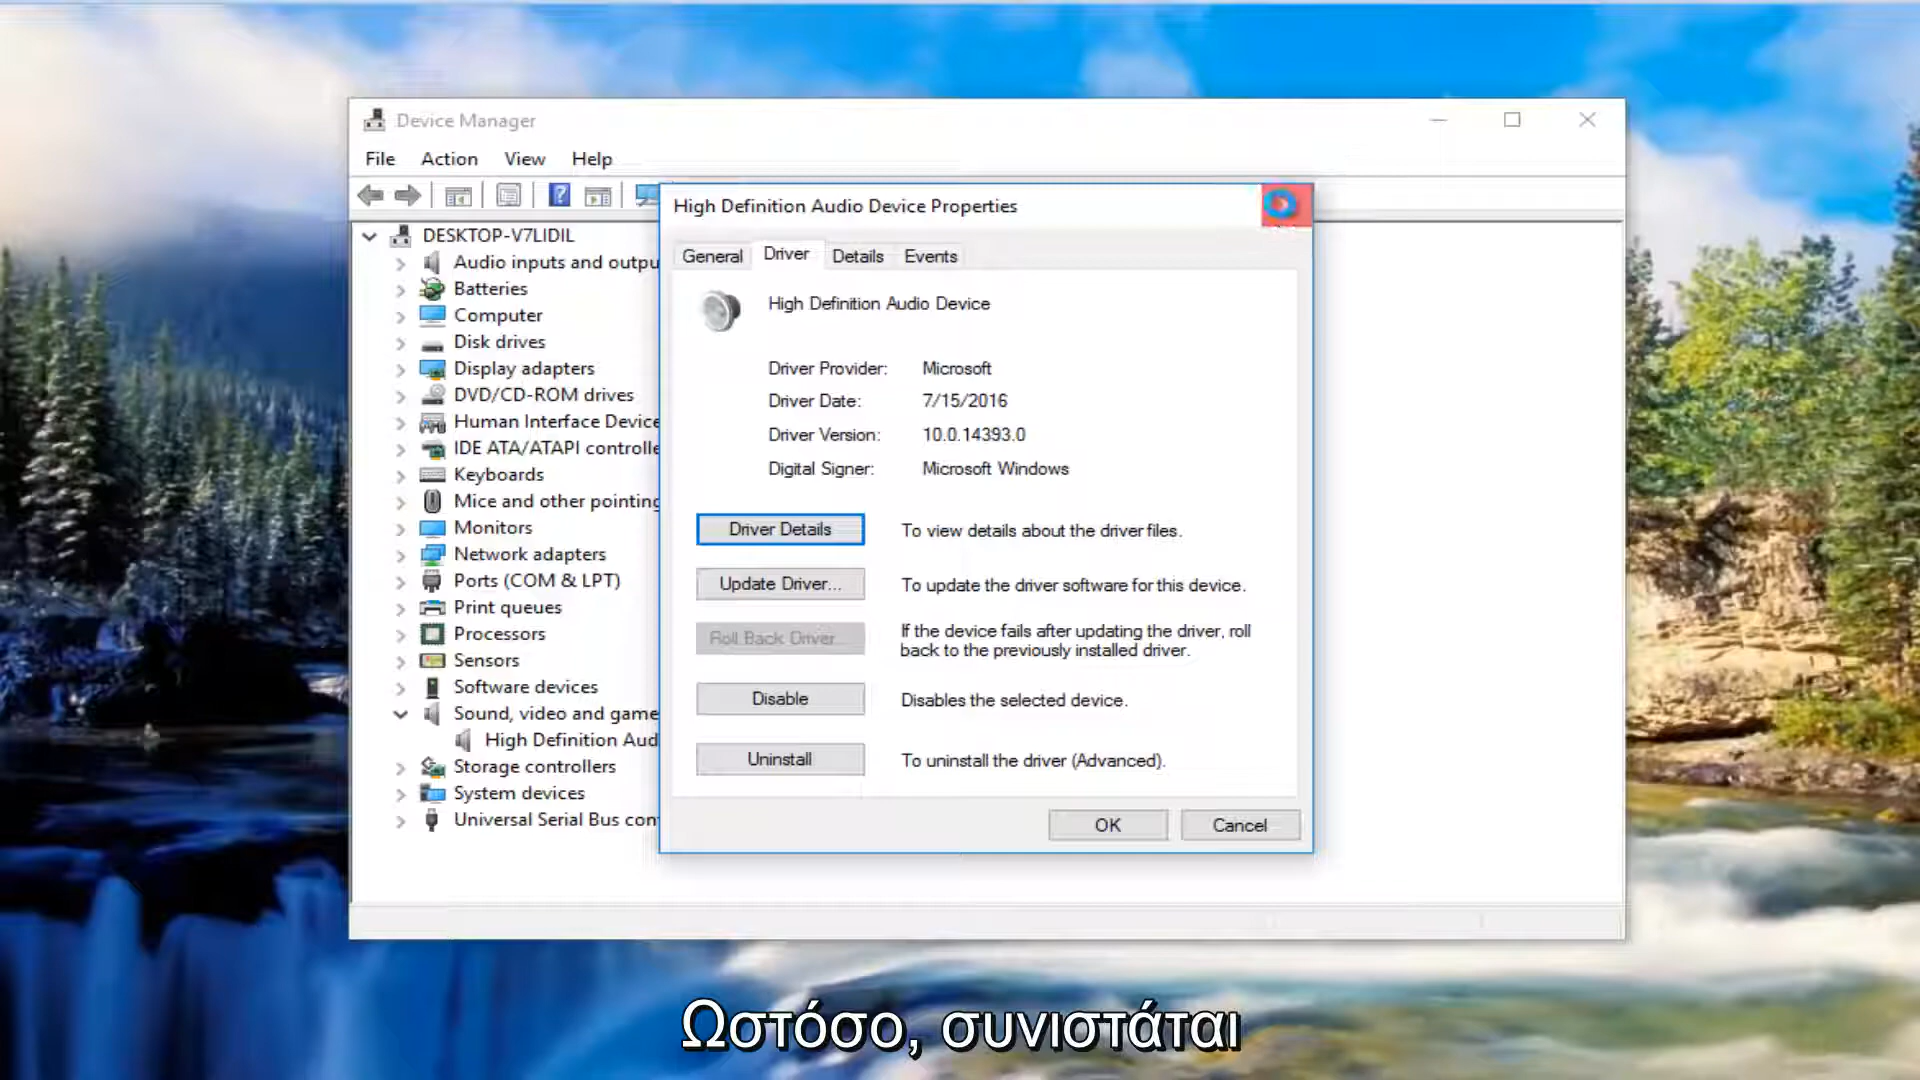 Device Manager
File Action View Help
DESKTOP-V7LIDIL
Audio inputs and outpu
Batteries
Computer
Disk drives
Display adapters
DVD/CD-ROM drives
Human Interface Device
IDE ATA/ATAPI controlle
Keyboards
Mice and other pointing
Monitors
Network adapters
Ports (COM & LPT)
Print queues
Processors
Sensors
Software devices
Sound, video and game
High Definition Aud
Storage controllers
System devices
Universal Serial Bus con
High Definition Audio Device Properties
General Driver Details Events
High Definition Audio Device
Driver Provider: Microsoft
Driver Date: 7/15/2016
Driver Version: 10.0.14393.0
Digital Signer: Microsoft Windows
Driver Details To view details about the driver files.
Update Driver... To update the driver software for this device.
Roll Back Driver... If the device fails after updating the driver, roll
back to the previously installed driver.
Disable Disables the selected device.
Uninstall To uninstall the driver (Advanced).
OK Cancel
Ωστόσο, συνιστάται